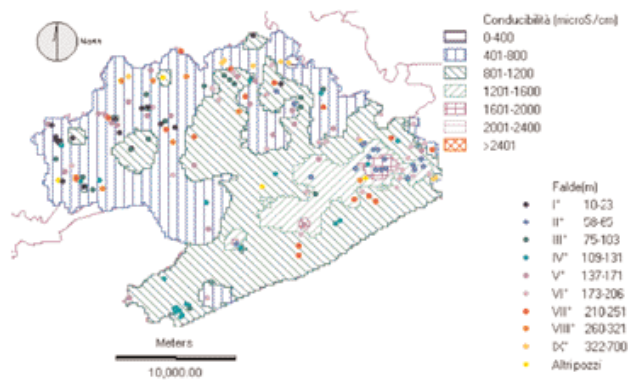 North
Conducibilità (microS/cm)
0-400
401-800
801-1200
1201-1600
1601-2000
2001-2400
>2401
Falde(m)
I° 10-23
II° 58-65
III° 75-103
IV° 109-131
V° 137-171
VI° 173-206
VII° 210-251
VIII° 260-321
IX° 322-700
Altri pozzi
Meters
10,000.00